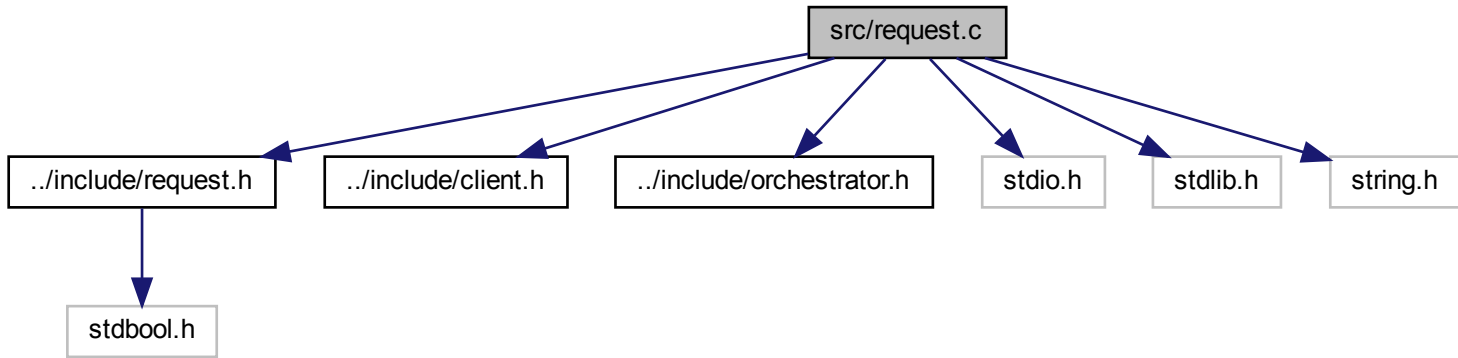 src/request.c
../include/request.h
../include/client.h
../include/orchestrator.h
stdio.h
stdlib.h
string.h
stdbool.h